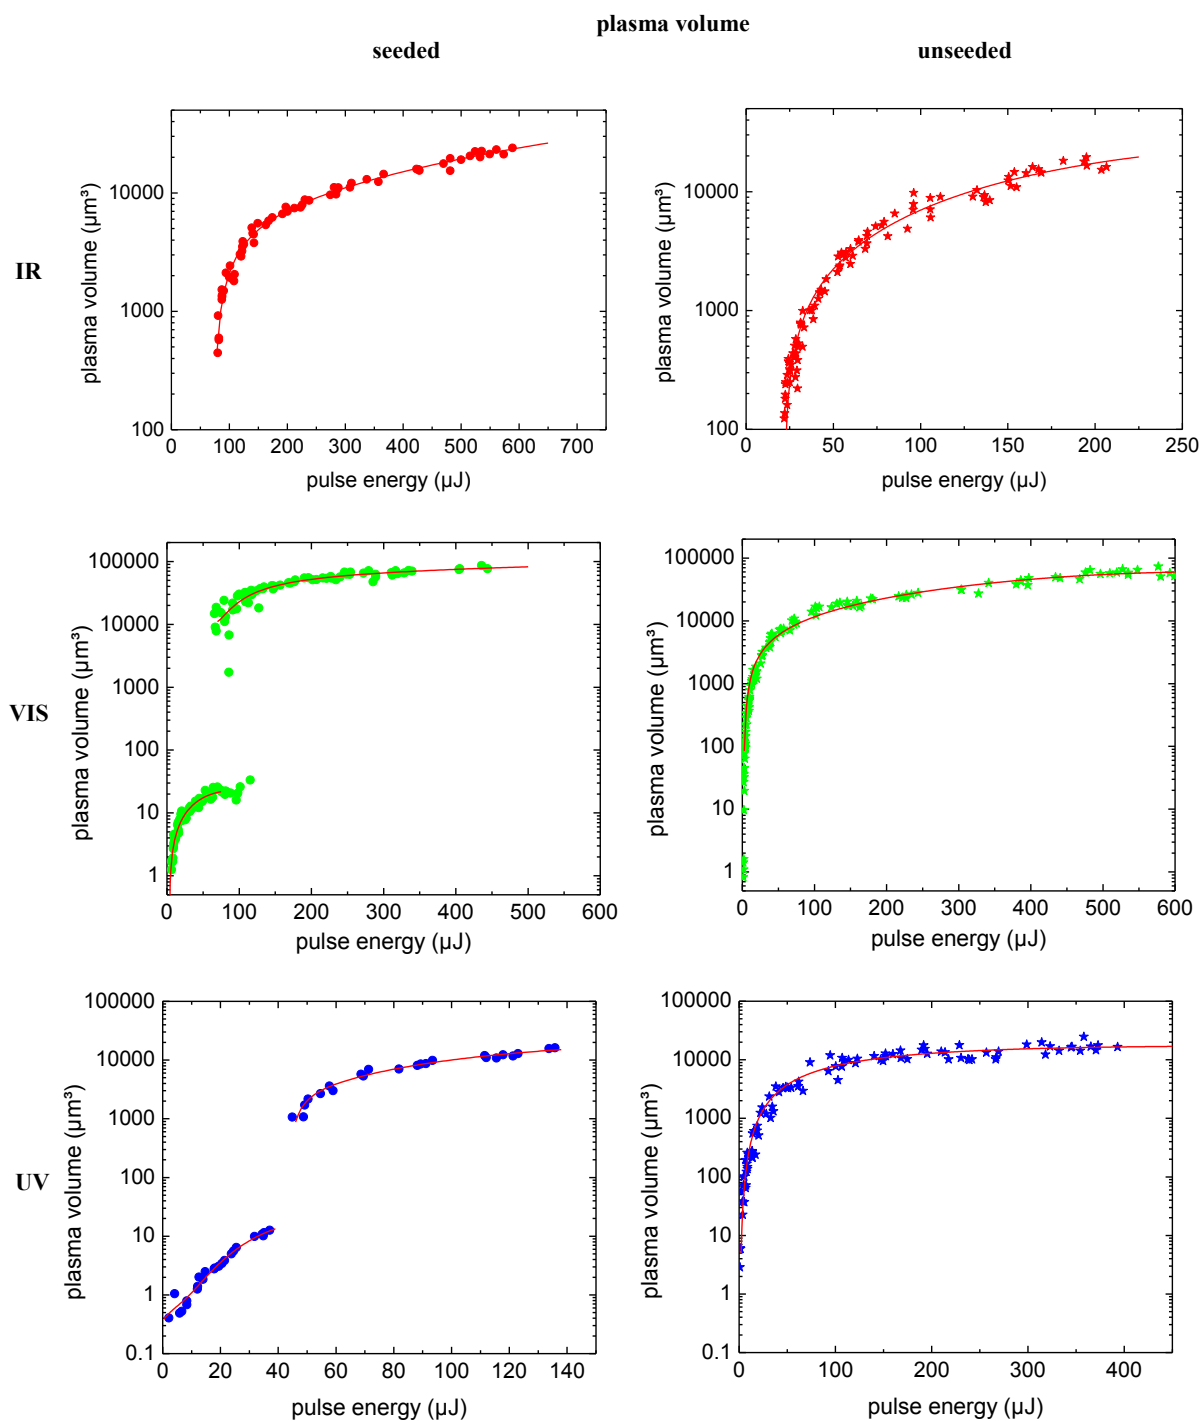 plasma volume
seeded unseeded
IR
plasma volume (µm³)
10000
1000
100
0 100 200 300 400 500 600 700
pulse energy (µJ)
plasma volume (µm³)
10000
1000
100
0 50 100 150 200 250
pulse energy (µJ)
VIS
plasma volume (µm³)
100000
10000
1000
100
10
1
0 100 200 300 400 500 600
pulse energy (µJ)
plasma volume (µm³)
100000
10000
1000
100
10
1
0 100 200 300 400 500 600
pulse energy (µJ)
UV
plasma volume (µm³)
100000
10000
1000
100
10
1
0.1
0 20 40 60 80 100 120 140
pulse energy (µJ)
plasma volume (µm³)
100000
10000
1000
100
10
1
0.1
0 100 200 300 400
pulse energy (µJ)